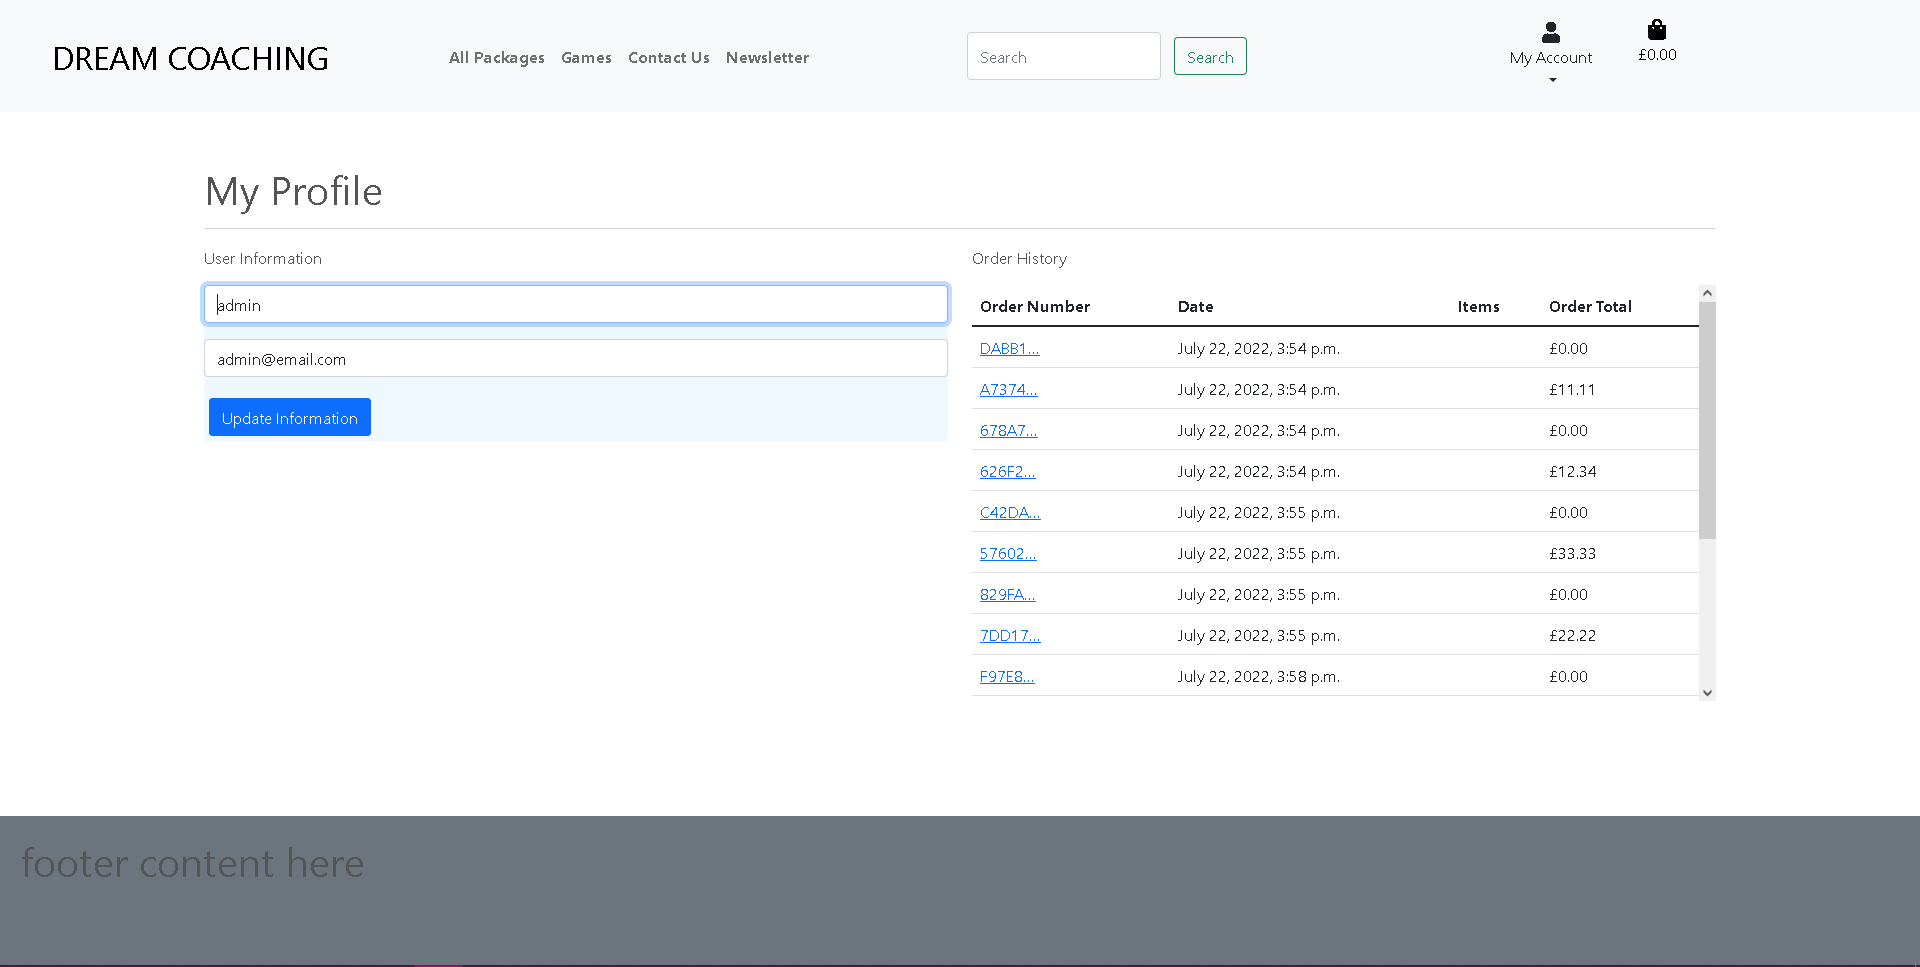 DREAM COACHING
All Packages Games Contact Us Newsletter
Search Search
My Account
£0.00
My Profile
User Information
admin
admin@email.com
Update Information
Order History
Order Number Date Items Order Total
DABB1... July 22, 2022, 3:54 p.m. £0.00
A7374... July 22, 2022, 3:54 p.m. £11.11
678A7... July 22, 2022, 3:54 p.m. £0.00
626F2... July 22, 2022, 3:54 p.m. £12.34
C42DA... July 22, 2022, 3:55 p.m. £0.00
57602... July 22, 2022, 3:55 p.m. £33.33
829FA... July 22, 2022, 3:55 p.m. £0.00
7DD17... July 22, 2022, 3:55 p.m. £22.22
F97E8... July 22, 2022, 3:58 p.m. £0.00
footer content here